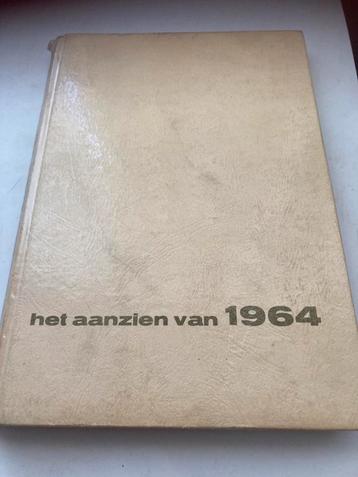 het aanzien van 1964